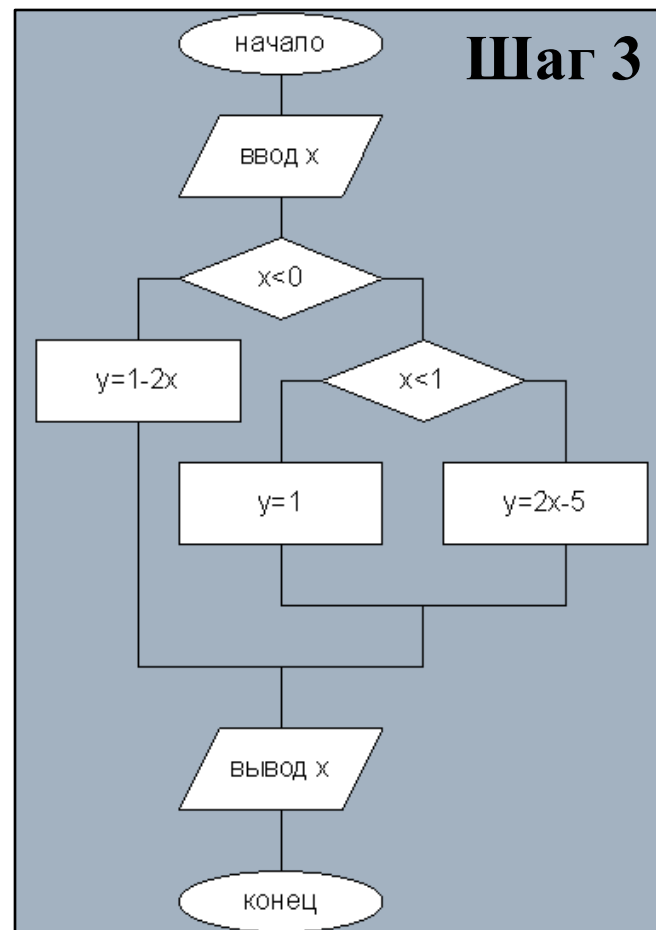 Шаг 3
начало
ввод x
x<0
y=1-2x
x<1
y=1
y=2x-5
вывод x
конец